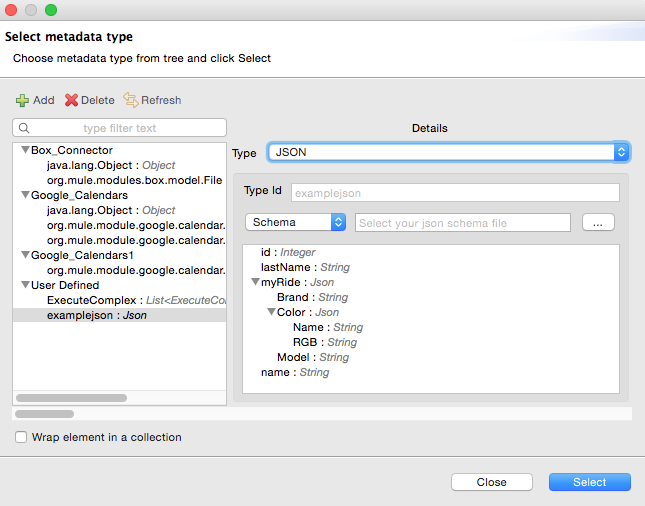 Select metadata type
Choose metadata type from tree and click Select
Add Delete Refresh
type filter text
Box_Connector
java.lang.Object : Object
org.mule.modules.box.model.File
Google_Calendars
java.lang.Object : Object
org.mule.module.google.calendar.
org.mule.module.google.calendar.
Google_Calendars1
org.mule.module.google.calendar.
User Defined
ExecuteComplex : List<ExecuteCo
examplejson : Json
Details
Type JSON
Type Id examplejson
Schema Select your json schema file ...
id : Integer
lastName : String
myRide : Json
Brand : String
Color : Json
Name : String
RGB : String
Model : String
name : String
Wrap element in a collection
Close Select